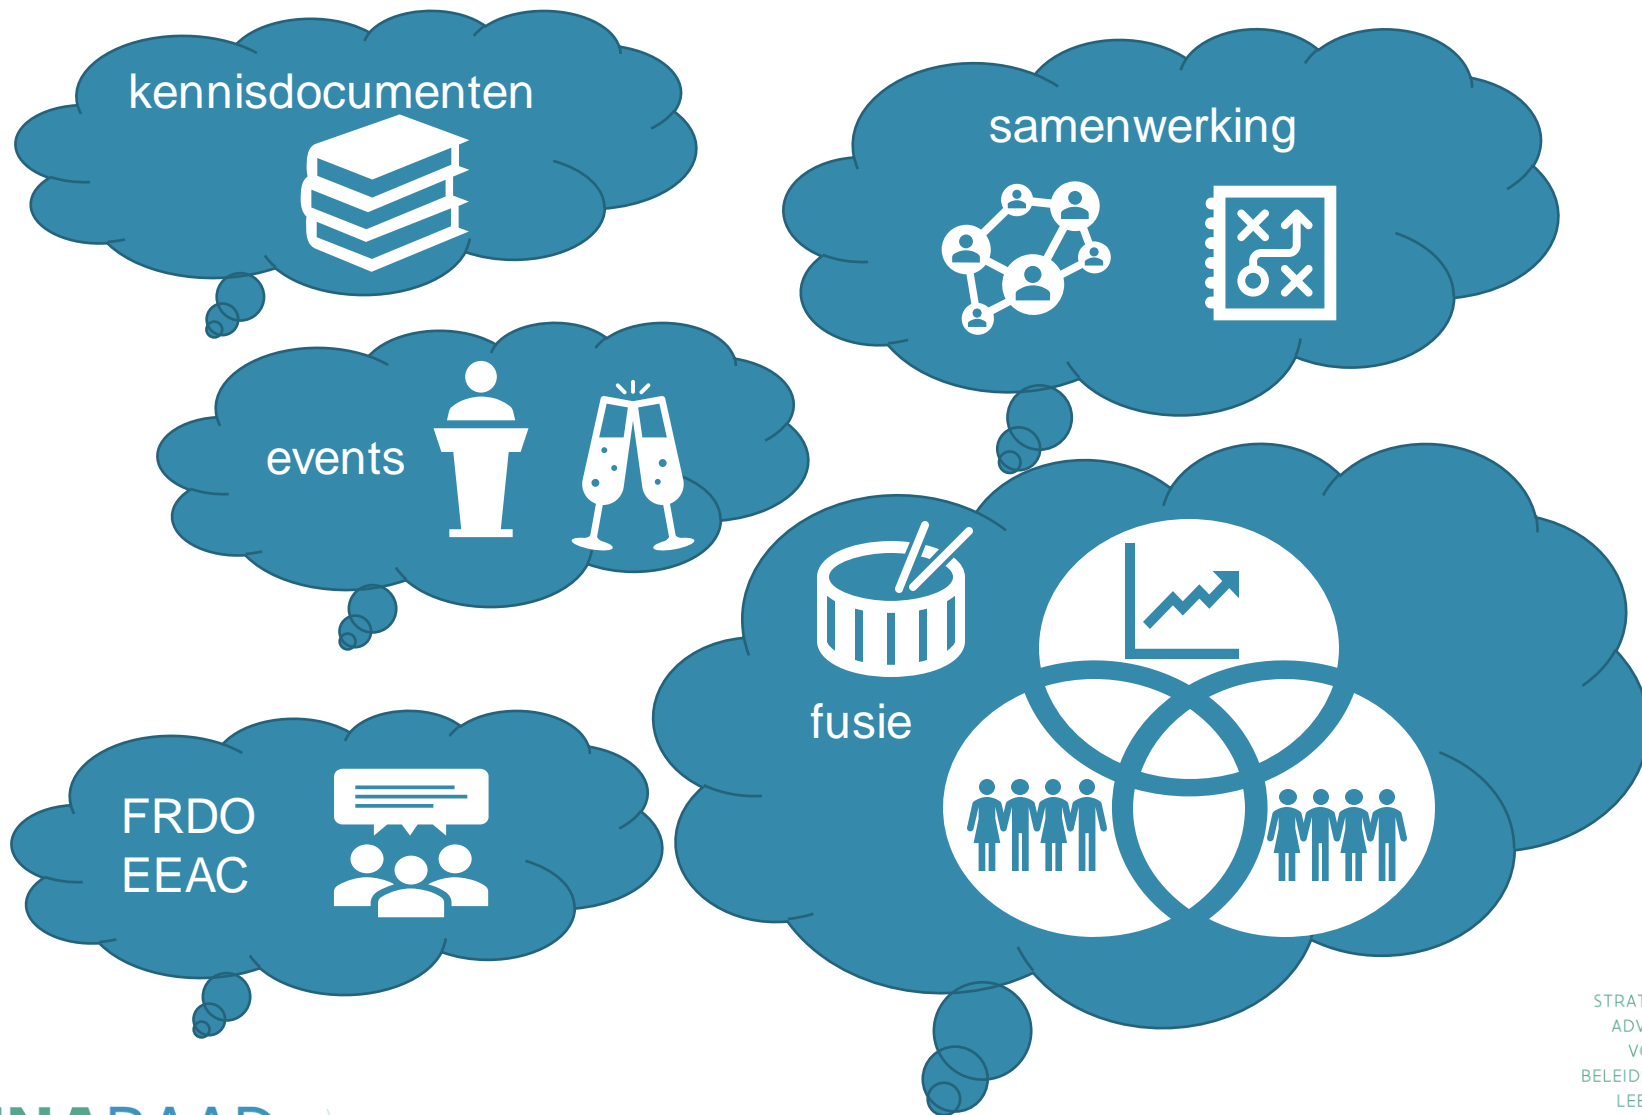 kennisdocumenten
samenwerking
events
fusie
FRDO
EEAC